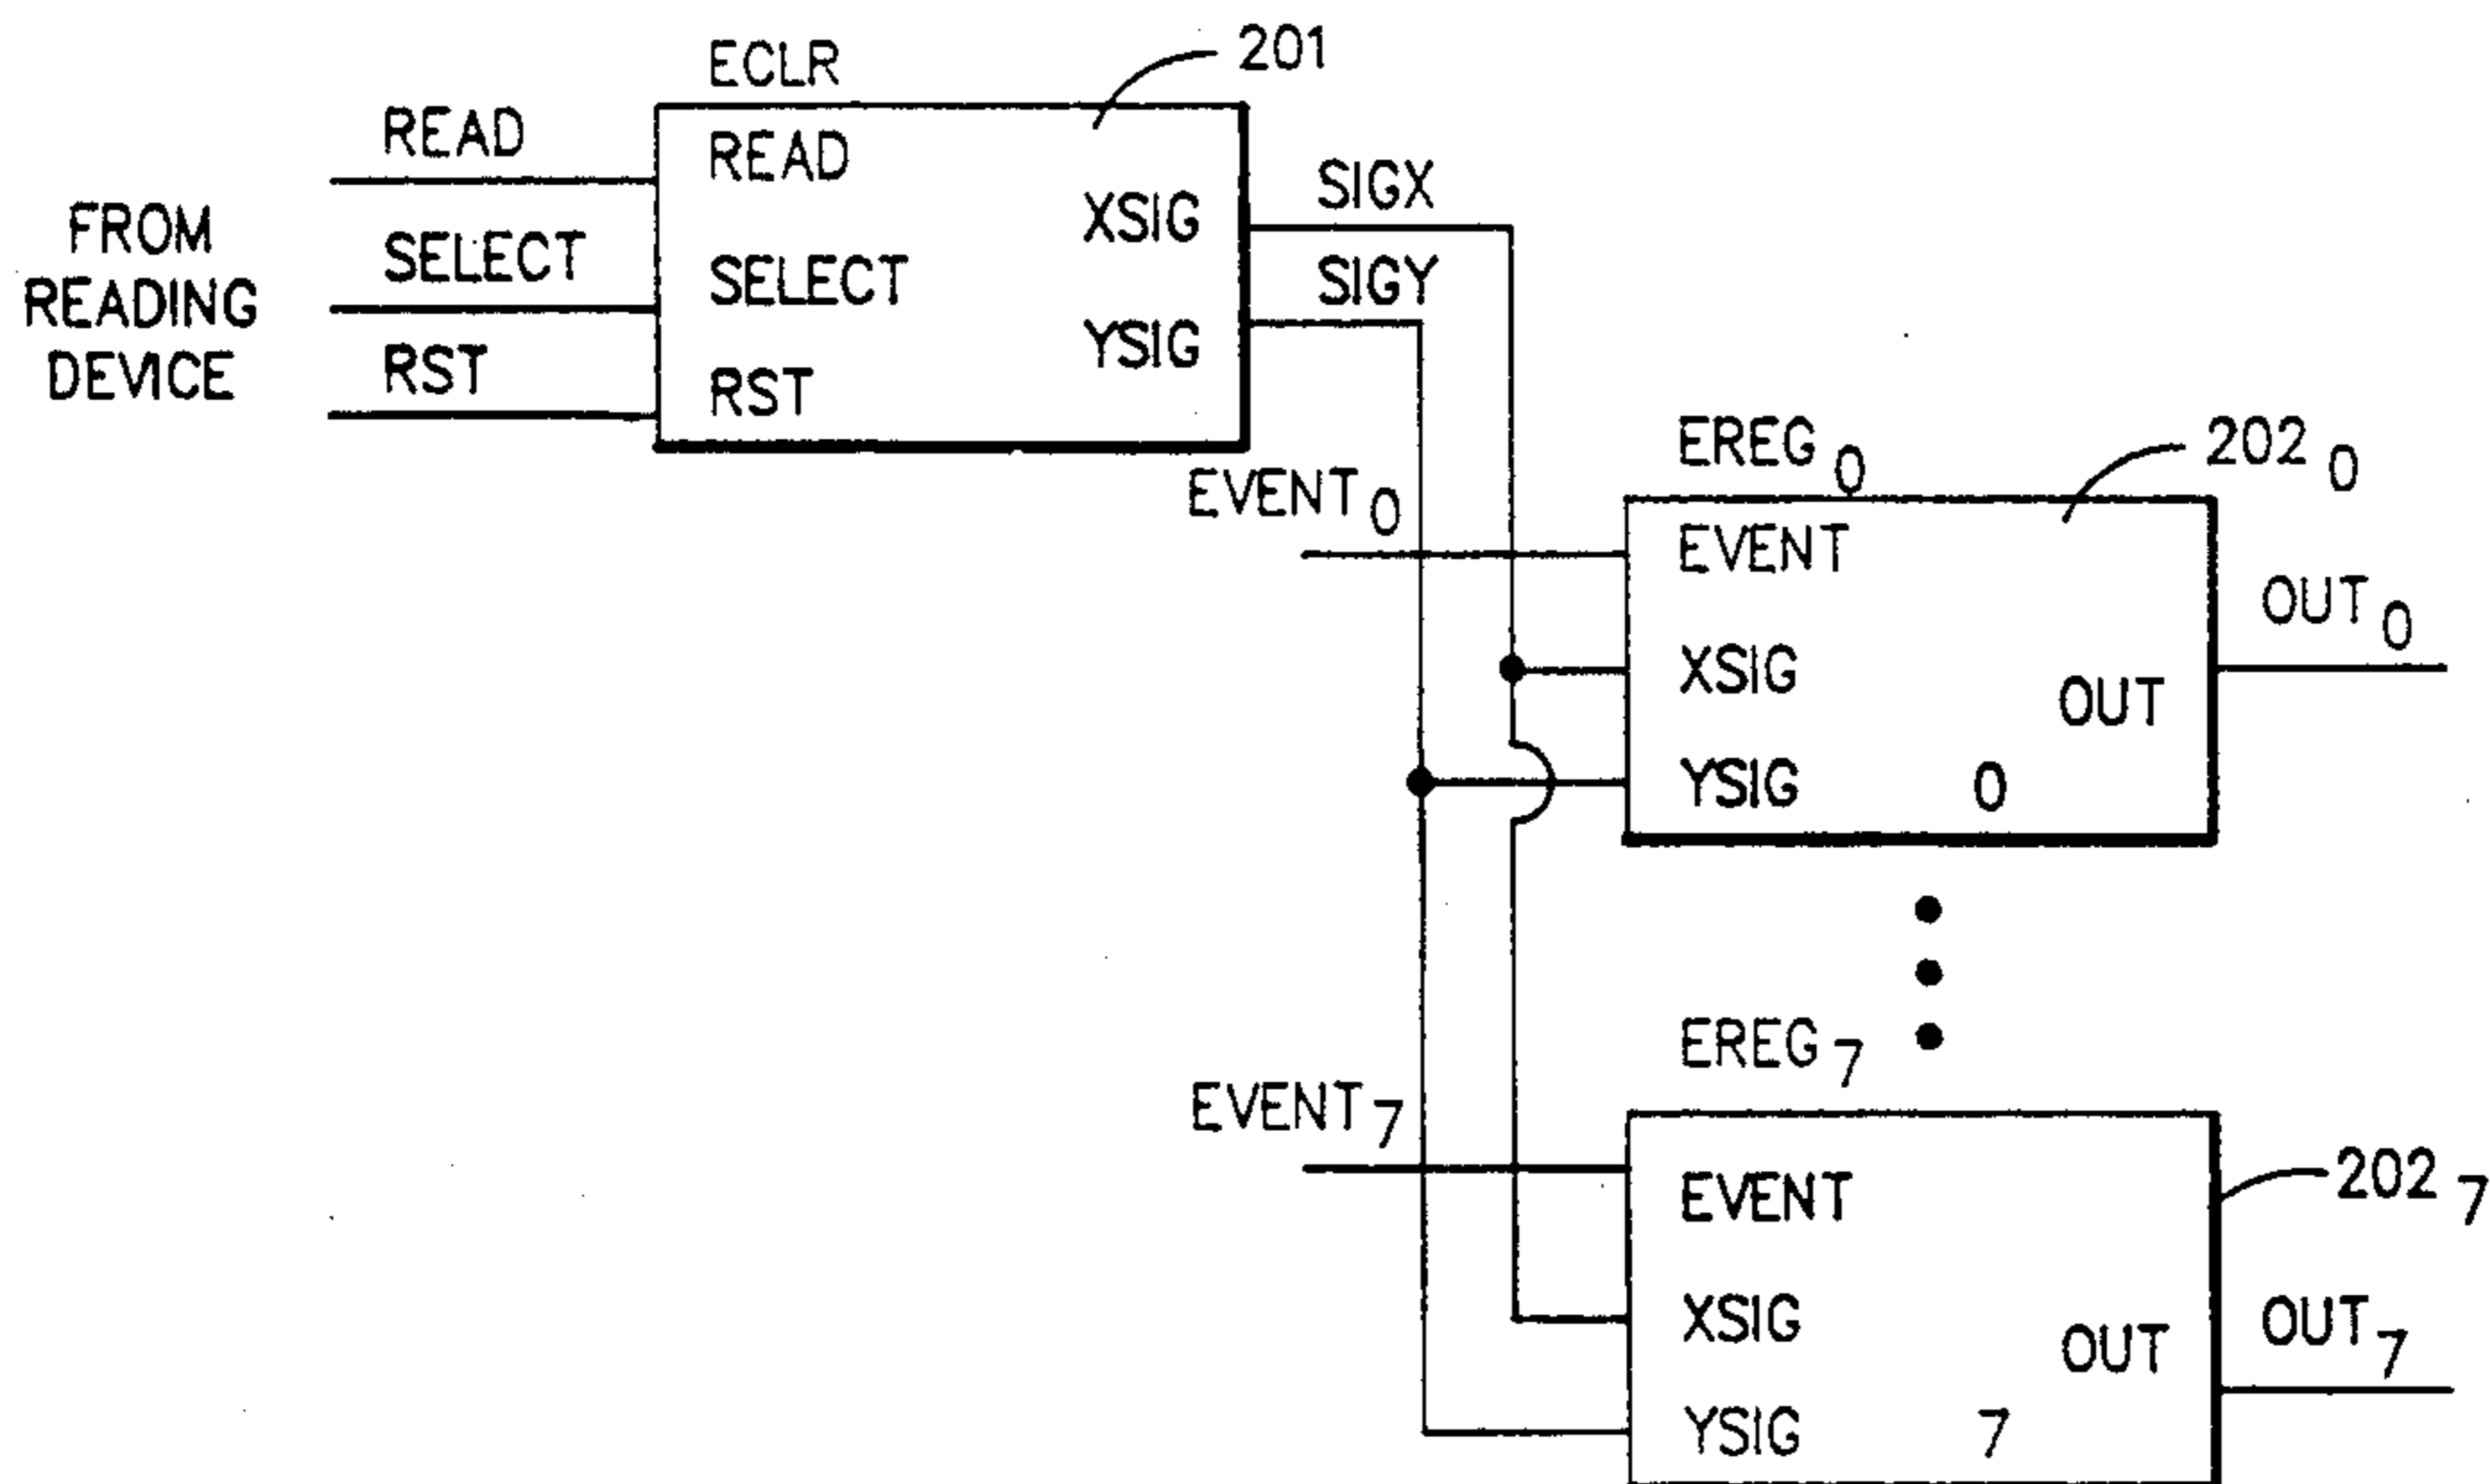 ECLR
201
READ
SELECT
RST
FROM
READING
DEVICE
READ
SELECT
RST
XSIG
YSIG
SIGX
SIGY
EREG 0
202 0
EVENT 0
EVENT
XSIG
YSIG
0
OUT
OUT 0
EREG 7
202 7
EVENT 7
EVENT
XSIG
YSIG
7
OUT
OUT 7